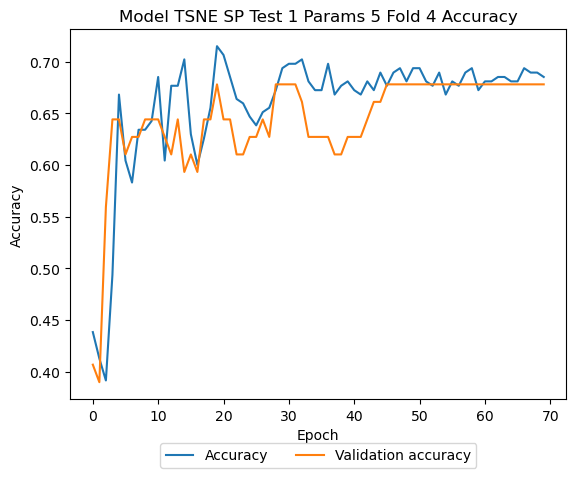 Model TSNE SP Test 1 Params 5 Fold 4 Accuracy
0.70
0.65
0.60
0.55
0.50
0.45
0.40
Accuracy
0 10 20 30 40 50 60 70
Epoch
Accuracy Validation accuracy